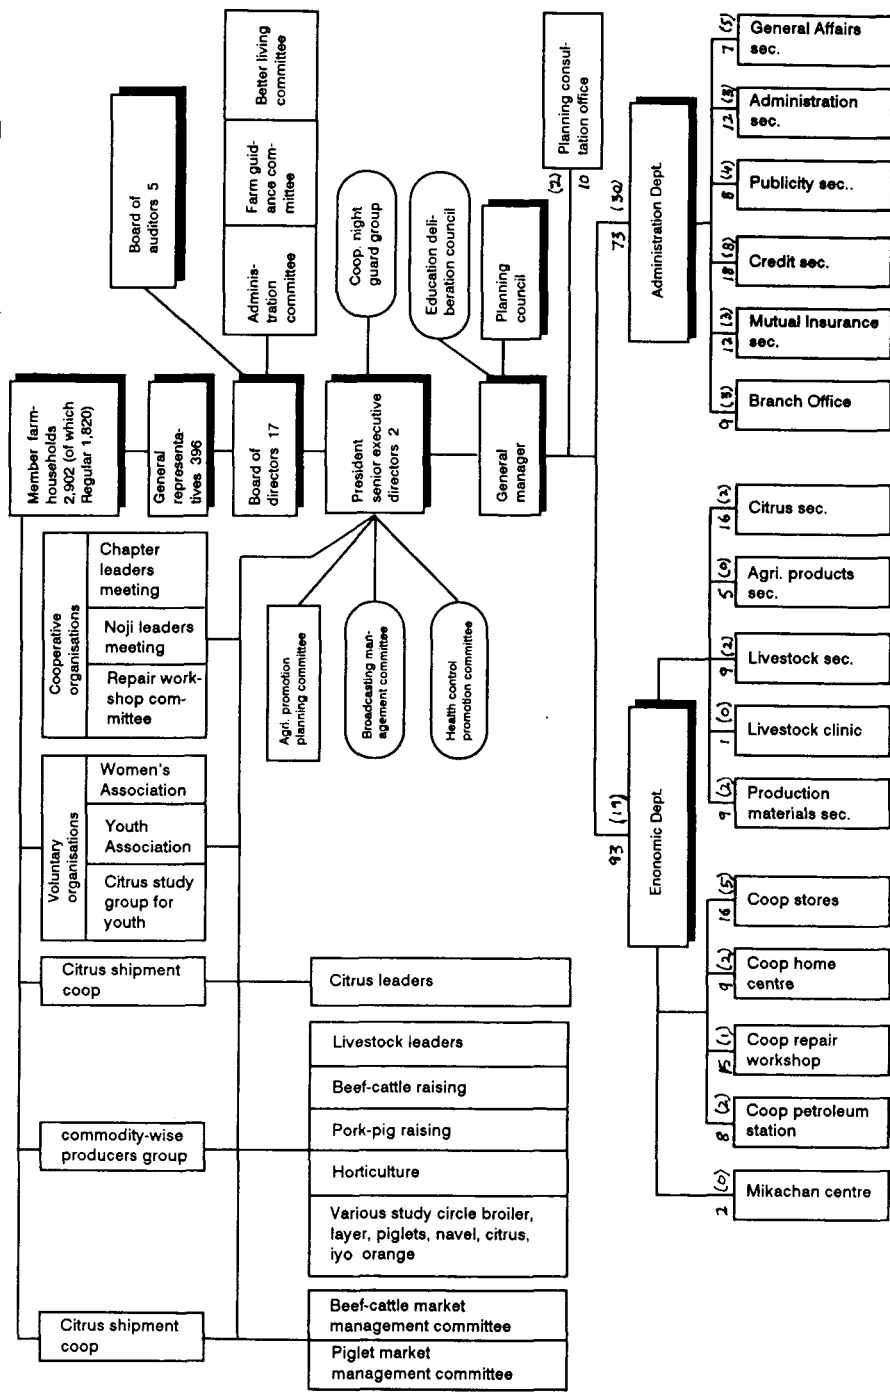 Board of
auditors 5
Member farm-
households
2,902 (of which
Regular 1,820)
General
representa-
tives 396
Board of
directors 17
Adminis-
tration
committee
Farm guid-
ance com-
mittee
Better living
committee
President
senior executive
directors 2
Coop. night
guard group
General
manager
Education deli-
beration council
Planning
council
Planning consul-
tation office
10 (2)
Cooperative
organisations
Chapter
leaders
meeting
Noji leaders
meeting
Repair work-
shop com-
mittee
Voluntary
organisations
Women's
Association
Youth
Association
Citrus study
group for
youth
Citrus shipment
coop
Citrus leaders
commodity-wise
producers group
Livestock leaders
Beef-cattle raising
Pork-pig raising
Horticulture
Various study circle broiler,
layer, piglets, navel, citrus,
iyo orange
Citrus shipment
coop
Beef-cattle market
management committee
Piglet market
management committee
Agri. promotion
planning committee
Broadcasting man-
agement committee
Health control
promotion committee
73 (30)
Administration Dept.
7 (5)
General Affairs
sec.
12 (3)
Administration
sec.
8 (4)
Publicity sec..
18 (8)
Credit sec.
12 (3)
Mutual Insurance
sec.
9 (3)
Branch Office
93 (19)
Enonomic Dept.
16 (2)
Citrus sec.
5 (0)
Agri. products
sec.
9 (2)
Livestock sec.
1 (0)
Livestock clinic
9 (2)
Production
materials sec.
16 (5)
Coop stores
9 (2)
Coop home
centre
15 (1)
Coop repair
workshop
8 (2)
Coop petroleum
station
2 (0)
Mikachan centre